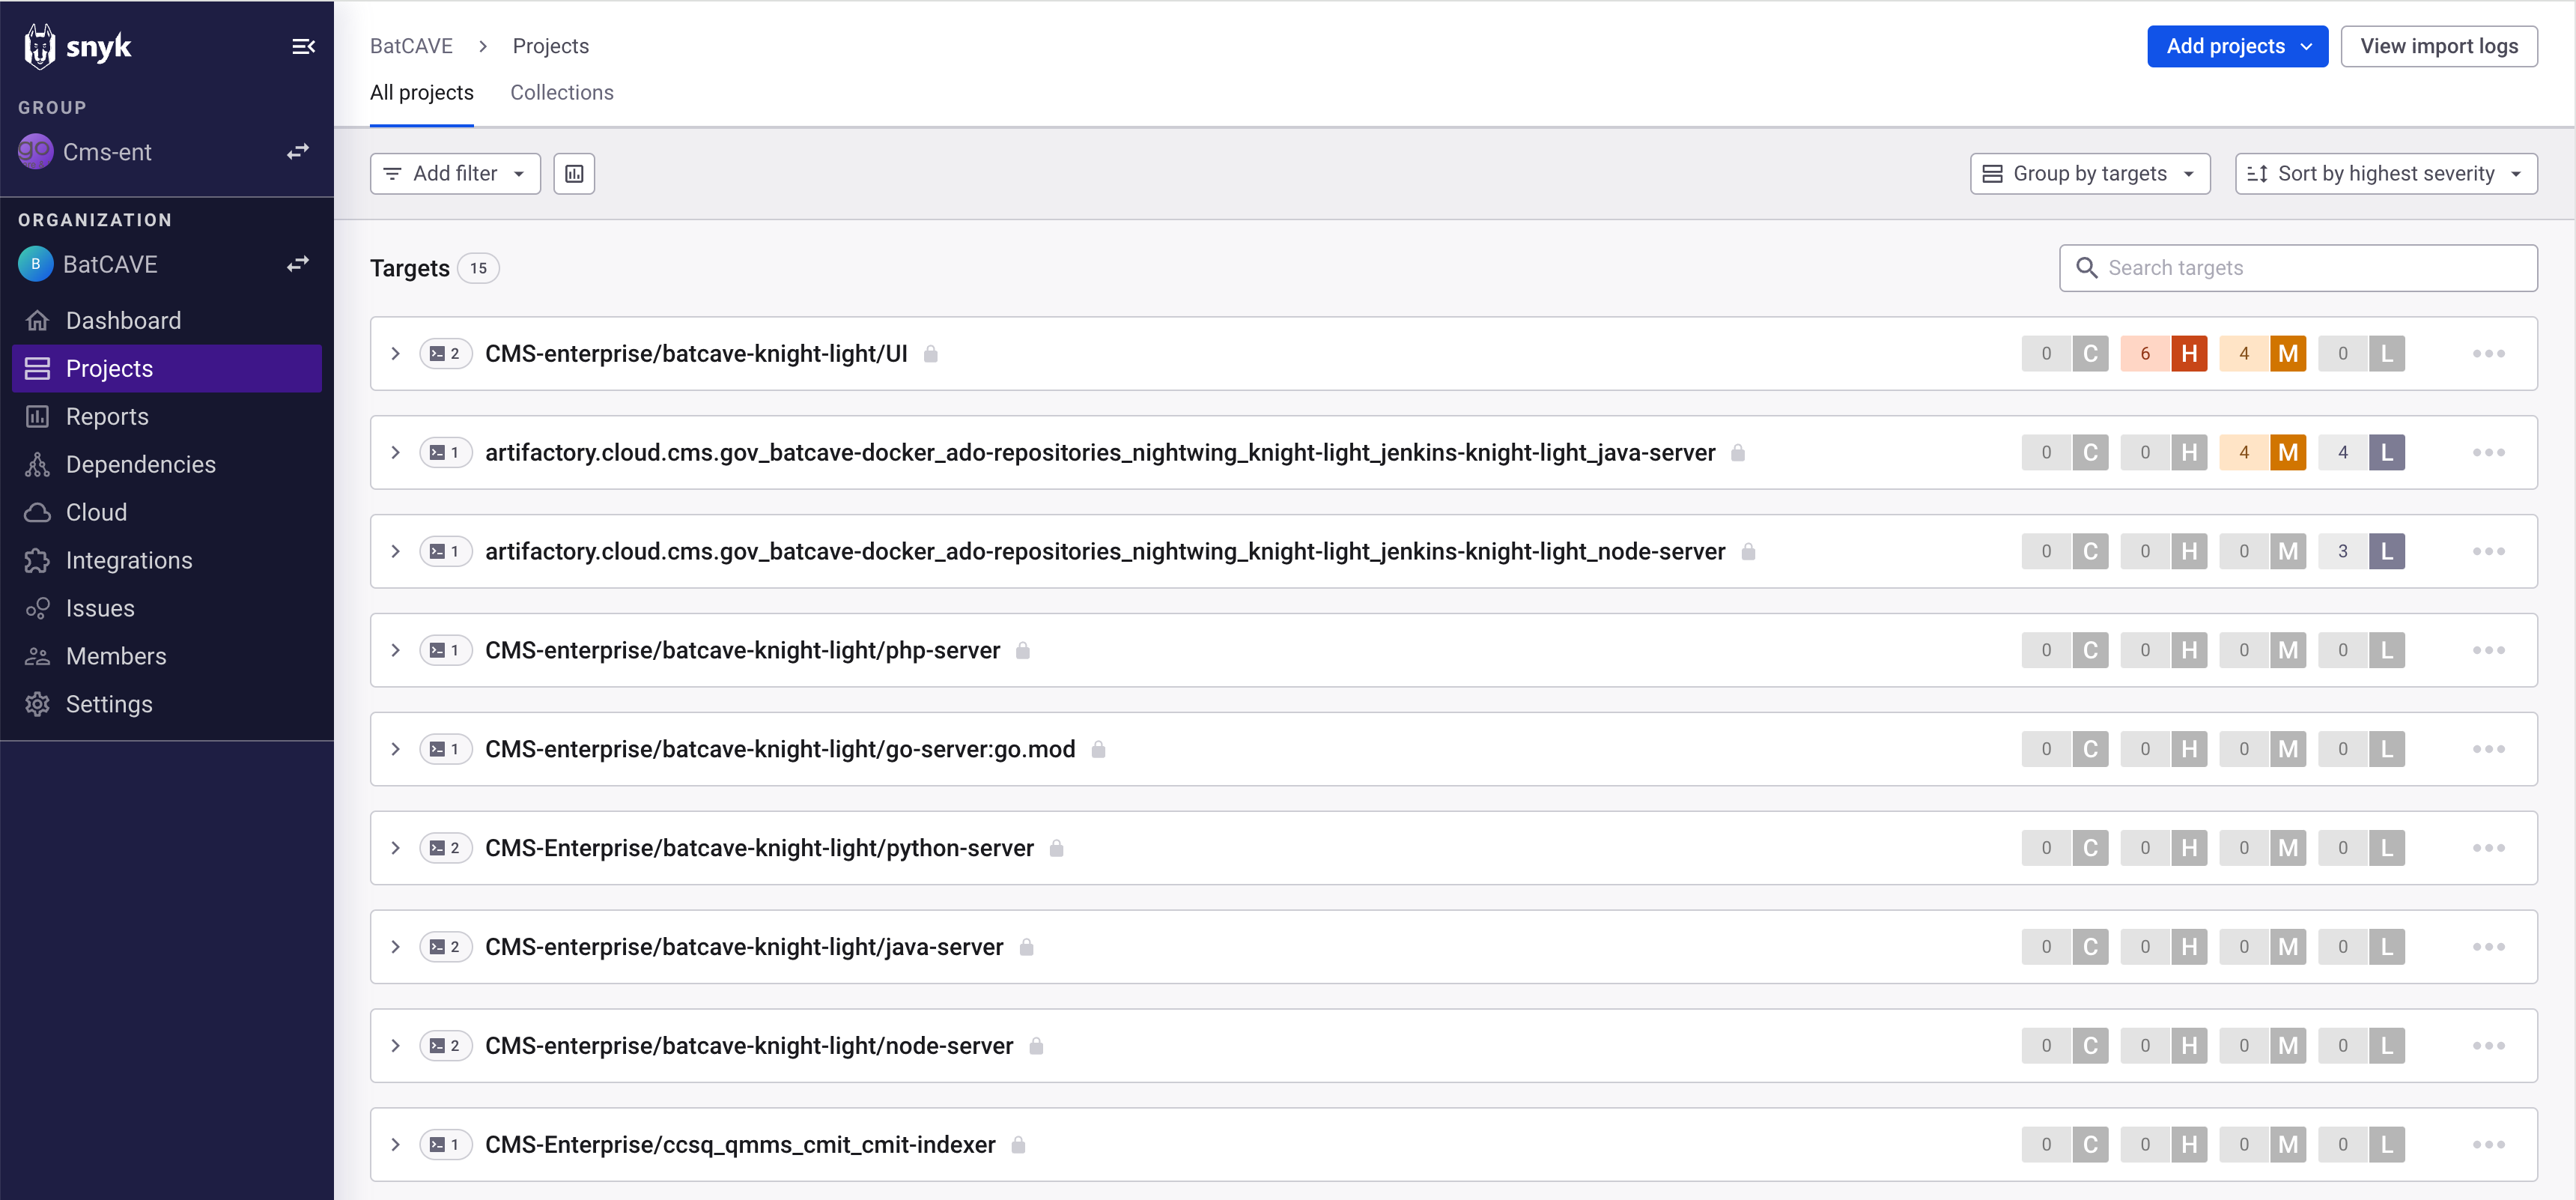 snyk
GROUP
go Cms-ent
ORGANIZATION
B BatCAVE
Dashboard
Projects
Reports
Dependencies
Cloud
Integrations
Issues
Members
Settings
BatCAVE > Projects
Add projects
View import logs
All projects Collections
Add filter
Group by targets
Sort by highest severity
Targets 15
Search targets
2 CMS-enterprise/batcave-knight-light/UI 0 C 6 H 4 M 0 L
1 artifactory.cloud.cms.gov_batcave-docker_ado-repositories_nightwing_knight-light_jenkins-knight-light_java-server 0 C 0 H 4 M 4 L
1 artifactory.cloud.cms.gov_batcave-docker_ado-repositories_nightwing_knight-light_jenkins-knight-light_node-server 0 C 0 H 0 M 3 L
1 CMS-enterprise/batcave-knight-light/php-server 0 C 0 H 0 M 0 L
1 CMS-enterprise/batcave-knight-light/go-server:go.mod 0 C 0 H 0 M 0 L
2 CMS-Enterprise/batcave-knight-light/python-server 0 C 0 H 0 M 0 L
2 CMS-enterprise/batcave-knight-light/java-server 0 C 0 H 0 M 0 L
2 CMS-enterprise/batcave-knight-light/node-server 0 C 0 H 0 M 0 L
1 CMS-Enterprise/ccsq_qmms_cmit_cmit-indexer 0 C 0 H 0 M 0 L